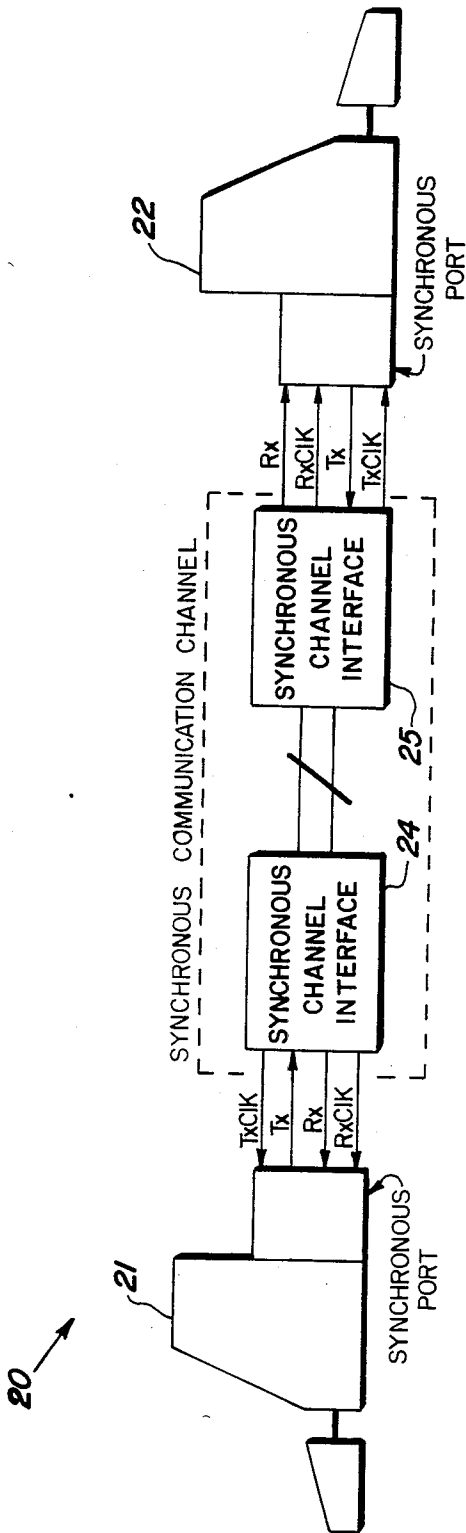 20
21
SYNCHRONOUS
PORT
TxClK
Tx
Rx
RxClK
SYNCHRONOUS COMMUNICATION CHANNEL
SYNCHRONOUS
CHANNEL
INTERFACE
24
SYNCHRONOUS
CHANNEL
INTERFACE
25
Rx
RxClK
Tx
TxClK
22
SYNCHRONOUS
PORT